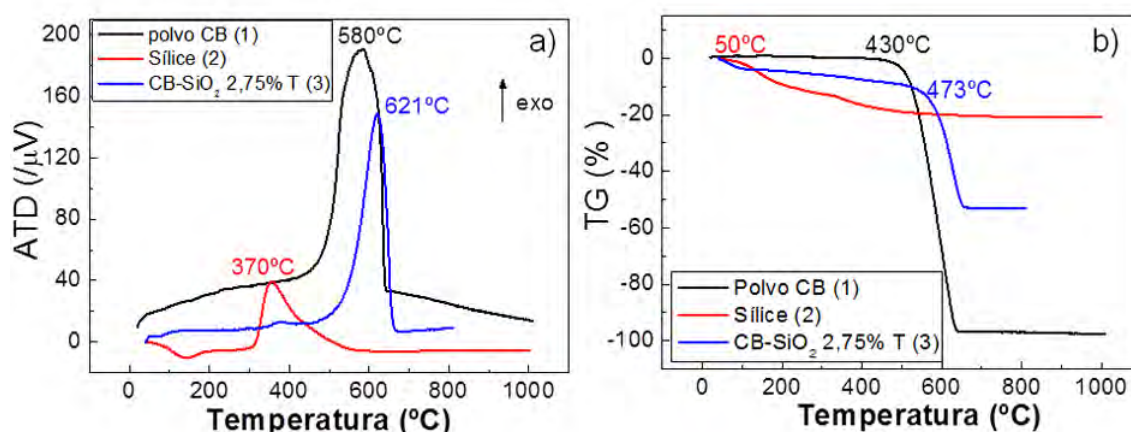 a)
polvo CB (1)
Sílice (2)
CB-SiO₂ 2,75% T (3)
580ºC
621ºC
370ºC
exo
200
160
120
80
40
0
ATD (/µV)
0 200 400 600 800 1000
Temperatura (ºC)
b)
50ºC
430ºC
473ºC
0
-20
-40
-60
-80
-100
TG (%)
Polvo CB (1)
Sílice (2)
CB-SiO₂ 2,75% T (3)
0 200 400 600 800 1000
Temperatura (ºC)